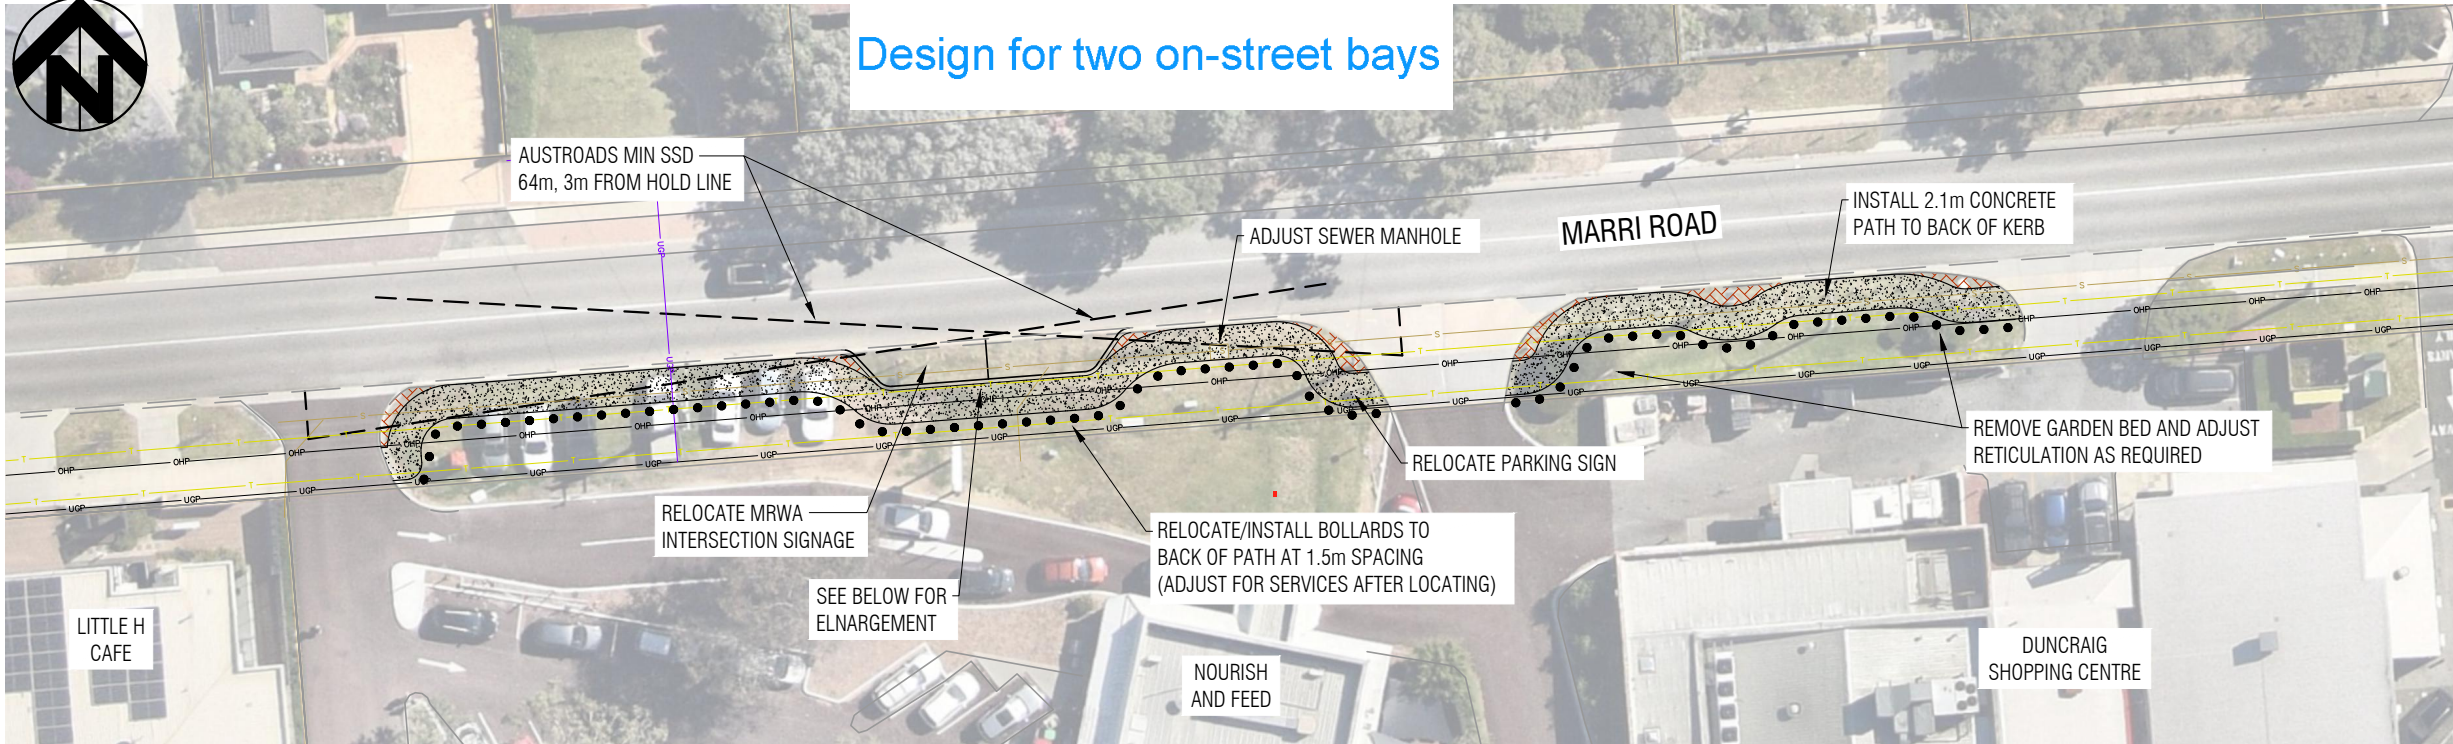 Design for two on-street bays
N
AUSTROADS MIN SSD
64m, 3m FROM HOLD LINE
ADJUST SEWER MANHOLE
MARRI ROAD
INSTALL 2.1m CONCRETE
PATH TO BACK OF KERB
RELOCATE PARKING SIGN
REMOVE GARDEN BED AND ADJUST
RETICULATION AS REQUIRED
RELOCATE MRWA
INTERSECTION SIGNAGE
RELOCATE/INSTALL BOLLARDS TO
BACK OF PATH AT 1.5m SPACING
(ADJUST FOR SERVICES AFTER LOCATING)
SEE BELOW FOR
ELNARGEMENT
LITTLE H
CAFE
NOURISH
AND FEED
DUNCRAIG
SHOPPING CENTRE
UGP
OHP
S
T